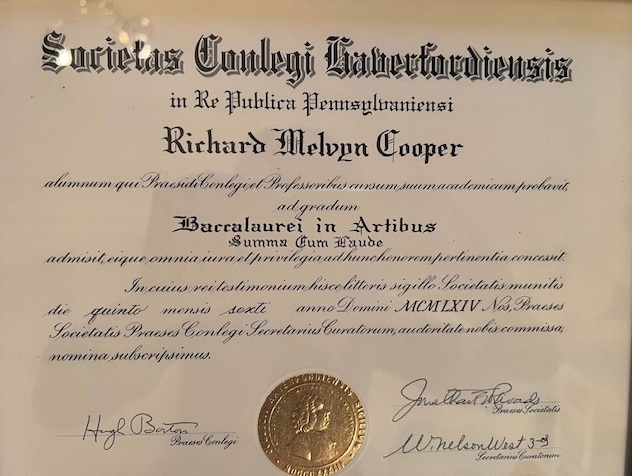 Societas Conlegi Haverfordiensis
in Re Publica Pennsylvaniensi
Richard Melvyn Cooper
alumnum qui Praesidi Conlegi et Professoribus cursum suum academicum probavit,
ad gradum
Baccalaurei in Artibus
Summa Cum Laude
admisit, eique omnia iura et privilegia ad hunc honorem pertinentia concessit.
In cuius rei testimonium hisce litteris sigillo Societatis munitis
die quinto mensis sexti anno Domini MCMLXIV Nos, Praeses
Societatis Praeses Conlegi Secretarius Curatorum, auctoritate nobis commissa,
nomina subscripsimus.
Jonathan E. Rhoads
Praeses Societatis
Hugh Borton
Praeses Conlegi
W. Nelson West 3rd
Secretarius Curatorum